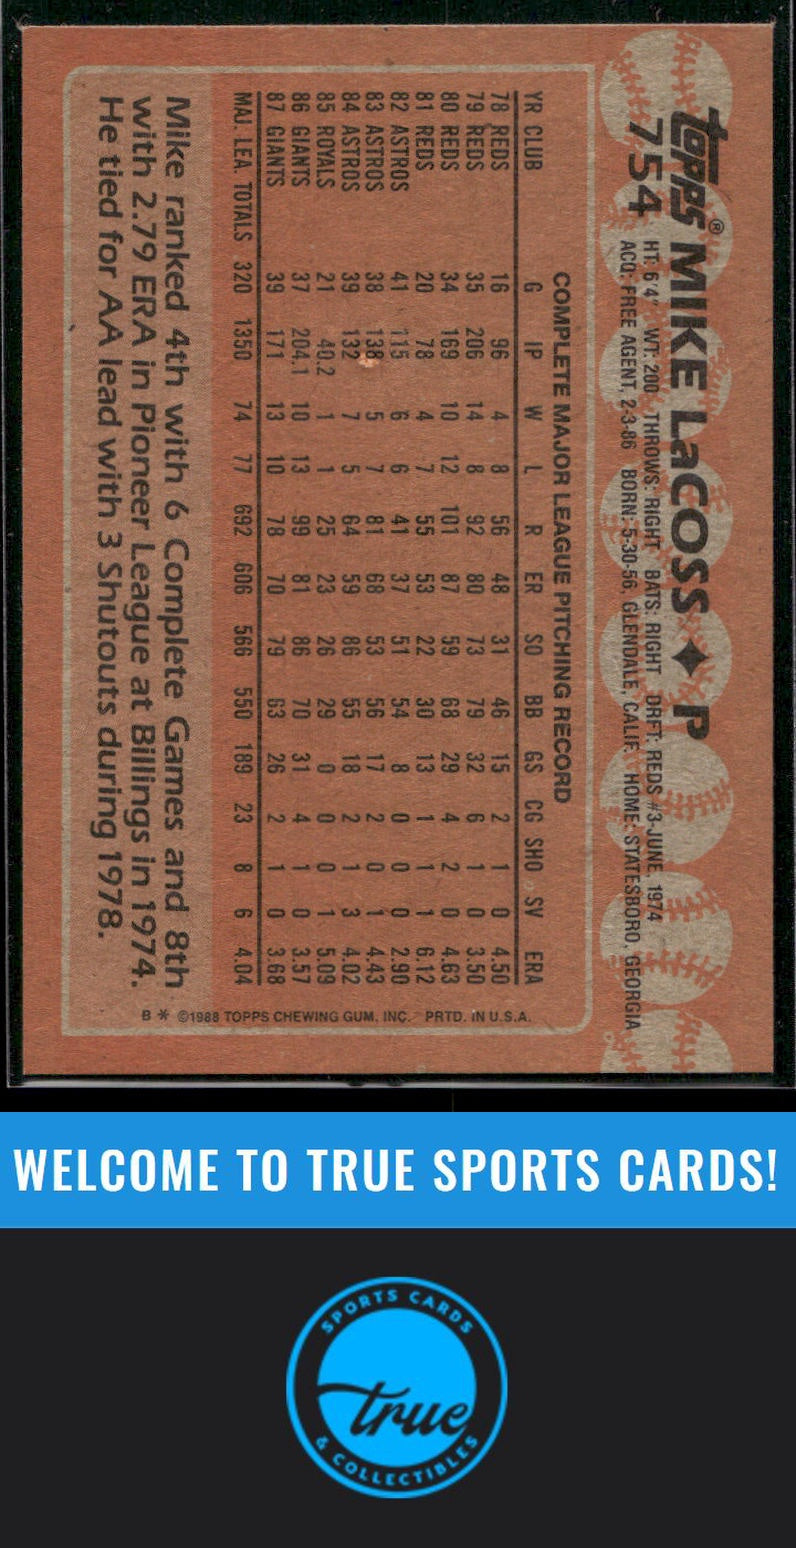 topps® MIKE LaCOSS ✦ P
754
HT: 6'4" WT: 200 THROWS: RIGHT BATS: RIGHT DRFT: REDS #3-JUNE, 1974
ACQ: FREE AGENT, 2-3-86 BORN: 5-30-56, GLENDALE, CALIF. HOME: STATESBORO, GEORGIA
COMPLETE MAJOR LEAGUE PITCHING RECORD
YR CLUB G IP W L R ER SO BB GS CG SHO SV ERA
78 REDS 16 96 4 8 56 48 31 46 15 2 1 0 4.50
79 REDS 35 206 14 8 92 80 73 79 32 6 1 0 3.50
80 REDS 34 169 10 12 101 87 59 68 29 4 2 0 4.63
81 REDS 20 78 4 7 55 53 22 30 13 1 1 1 6.12
82 ASTROS 41 115 6 6 41 37 51 54 8 0 0 0 2.90
83 ASTROS 38 138 5 7 81 68 53 56 17 2 0 1 4.43
84 ASTROS 39 132 7 5 64 59 86 55 18 2 1 3 4.02
85 ROYALS 21 40.2 1 1 25 23 26 29 0 0 0 1 5.09
86 GIANTS 37 204.1 10 13 99 81 86 70 31 4 1 0 3.57
87 GIANTS 39 171 13 10 78 70 79 63 26 2 1 0 3.68
MAJ. LEA. TOTALS 320 1350 74 77 692 606 566 550 189 23 8 6 4.04
Mike ranked 4th with 6 Complete Games and 8th
with 2.79 ERA in Pioneer League at Billings in 1974.
He tied for AA lead with 3 Shutouts during 1978.
B * ©1988 TOPPS CHEWING GUM, INC. PRTD. IN U.S.A.
WELCOME TO TRUE SPORTS CARDS!
SPORTS CARDS
true
& COLLECTIBLES